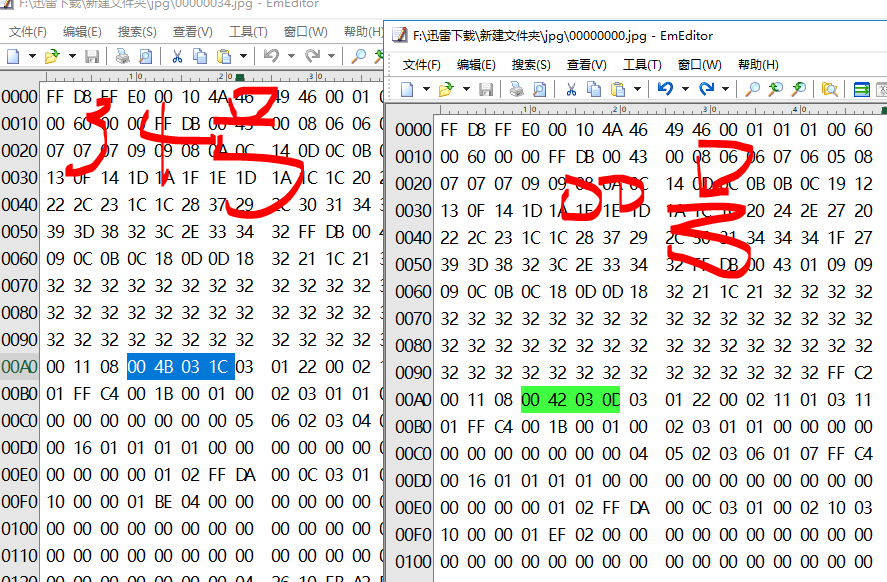 F:\迅雷下载\新建文件夹\jpg\00000034.jpg - EmEditor
文件(F) 编辑(E) 搜索(S) 查看(V) 工具(T) 窗口(W) 帮助(H)
10 20 30
0000 FF D8 FF E0 00 10 4A 46 49 46 00 01 0
0010 00 60 00 00 FF DB 00 43 00 08 06 06 0
0020 07 07 07 09 09 08 0A 0C 14 0D 0C 0B 0
0030 13 0F 14 1D 1A 1F 1E 1D 1A 1C 1C 20 2
0040 22 2C 23 1C 1C 28 37 29 2C 30 31 34 3
0050 39 3D 38 32 3C 2E 33 34 32 FF DB 00 4
0060 09 0C 0B 0C 18 0D 0D 18 32 21 1C 21 3
0070 32 32 32 32 32 32 32 32 32 32 32 32 3
0080 32 32 32 32 32 32 32 32 32 32 32 32 3
0090 32 32 32 32 32 32 32 32 32 32 32 32 3
00A0 00 11 08 00 4B 03 1C 03 01 22 00 02 1
00B0 01 FF C4 00 1B 00 01 00 02 03 01 01 0
00C0 00 00 00 00 00 00 00 05 06 02 03 04 0
00D0 00 16 01 01 01 01 00 00 00 00 00 00 0
00E0 00 00 00 00 01 02 FF DA 00 0C 03 01 0
00F0 10 00 00 01 BE 04 00 00 00 00 00 00 0
0100 00 00 00 00 00 00 00 00 00 00 00 00 0
0110 00 00 00 00 00 00 00 00 00 00 00 00 0
34号
F:\迅雷下载\新建文件夹\jpg\00000000.jpg - EmEditor
文件(F) 编辑(E) 搜索(S) 查看(V) 工具(T) 窗口(W) 帮助(H)
10 20 30 40
0000 FF D8 FF E0 00 10 4A 46 49 46 00 01 01 01 00 60
0010 00 60 00 00 FF DB 00 43 00 08 06 06 07 06 05 08
0020 07 07 07 09 09 08 0A 0C 14 0D 0C 0B 0B 0C 19 12
0030 13 0F 14 1D 1A 1F 1E 1D 1A 1C 1C 20 24 2E 27 20
0040 22 2C 23 1C 1C 28 37 29 2C 30 31 34 34 34 1F 27
0050 39 3D 38 32 3C 2E 33 34 32 FF DB 00 43 01 09 09
0060 09 0C 0B 0C 18 0D 0D 18 32 21 1C 21 32 32 32 32
0070 32 32 32 32 32 32 32 32 32 32 32 32 32 32 32 32
0080 32 32 32 32 32 32 32 32 32 32 32 32 32 32 32 32
0090 32 32 32 32 32 32 32 32 32 32 32 32 32 32 FF C2
00A0 00 11 08 00 42 03 0D 03 01 22 00 02 11 01 03 11
00B0 01 FF C4 00 1B 00 01 00 02 03 01 01 00 00 00 00
00C0 00 00 00 00 00 00 00 04 05 02 03 06 01 07 FF C4
00D0 00 16 01 01 01 01 00 00 00 00 00 00 00 00 00 00
00E0 00 00 00 00 01 02 FF DA 00 0C 03 01 00 02 10 03
00F0 10 00 00 01 EF 02 00 00 00 00 00 00 00 00 00 00
0100 00 00 00 00 00 00 00 00 00 00 00 00 00 00 00 00